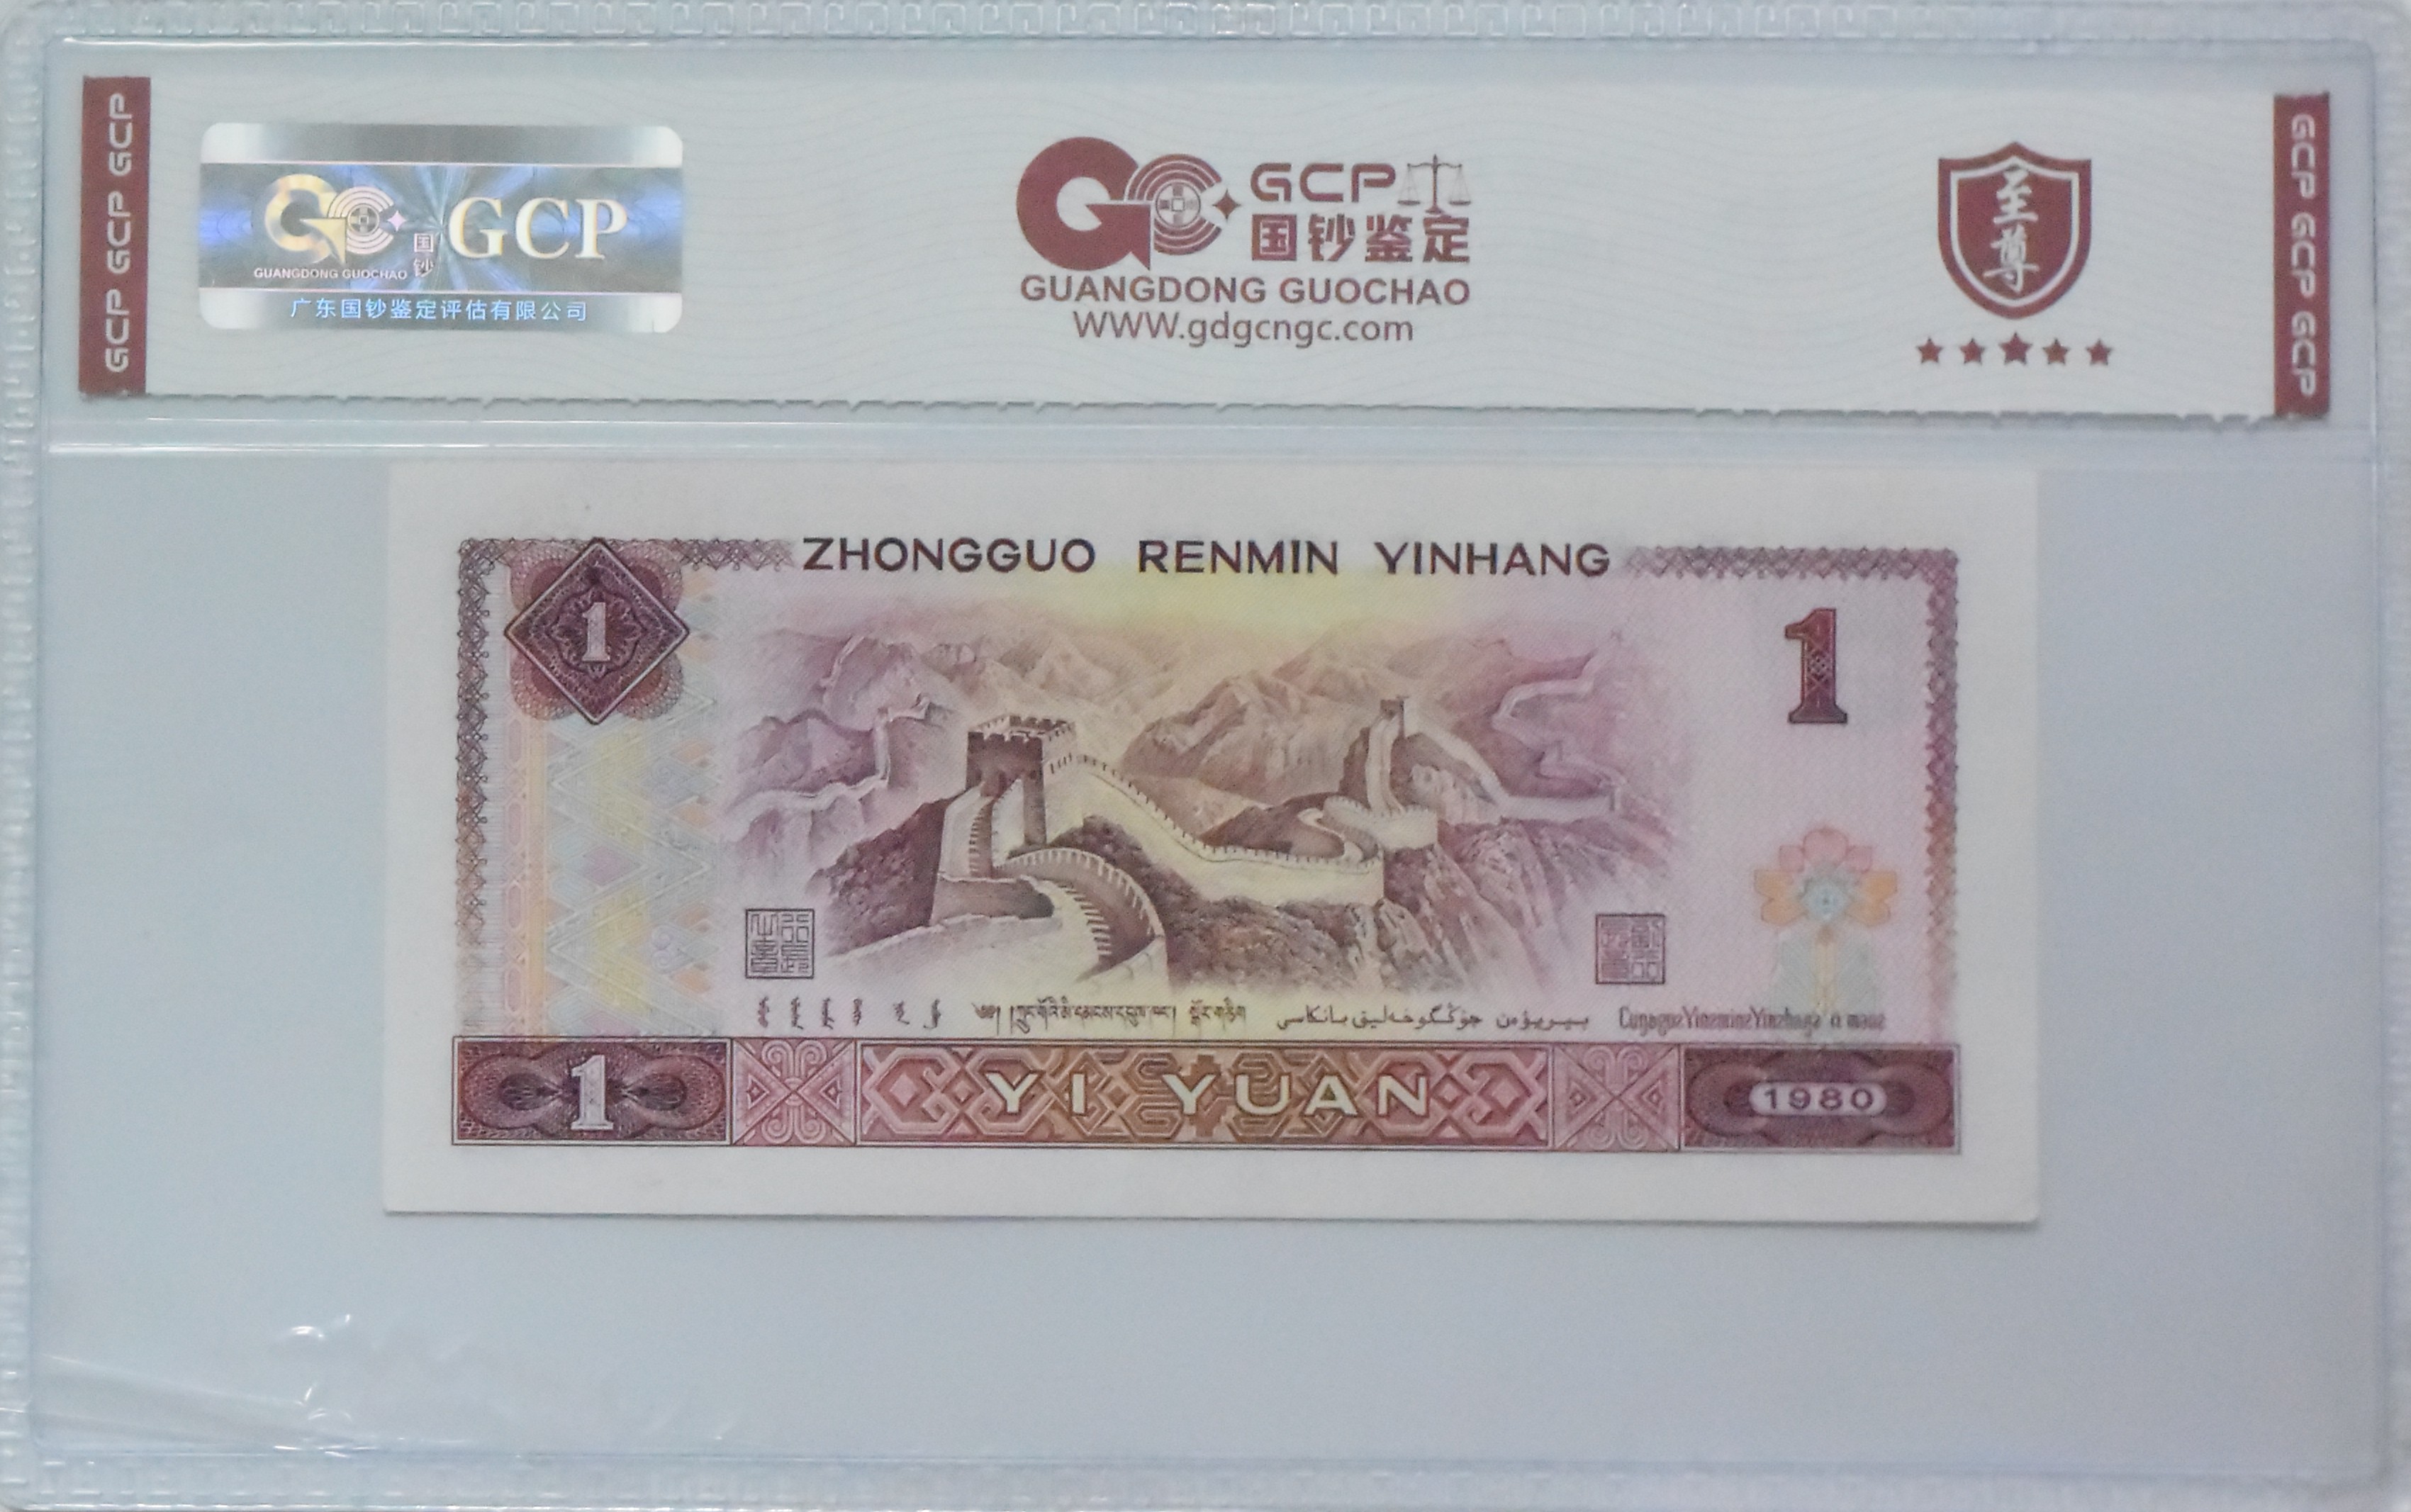 GCP GCP GCP
GUANGDONG GUOCHAO
国钞
GCP
广东国钞鉴定评估有限公司
GCP
国钞鉴定
GUANGDONG GUOCHAO
WWW.gdgcngc.com
至尊
GCP GCP GCP
ZHONGGUO RENMIN YINHANG
1
1
1
YI YUAN
1980